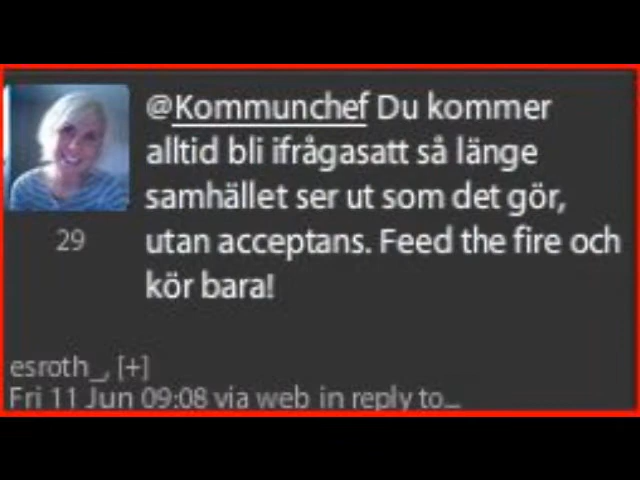 @Kommunchef Du kommer
alltid bli ifrågasatt så länge
samhället ser ut som det gör,
29
utan acceptans. Feed the fire och
kör bara!
esroth_, [+]
Fri 11 Jun 09:08 via web in reply to...